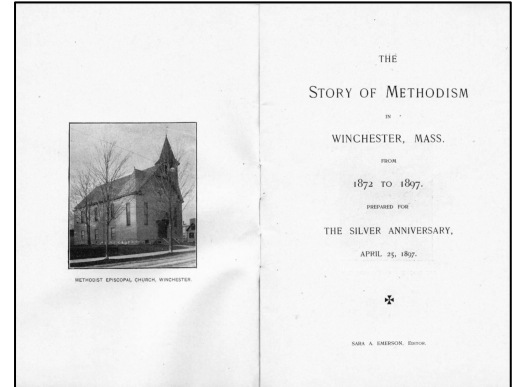 METHODIST EPISCOPAL CHURCH, WINCHESTER.
THE
STORY OF METHODISM
IN
WINCHESTER, MASS.
FROM
1872 TO 1897.
PREPARED FOR
THE SILVER ANNIVERSARY,
APRIL 25, 1897.
SARA A. EMERSON, EDITOR.